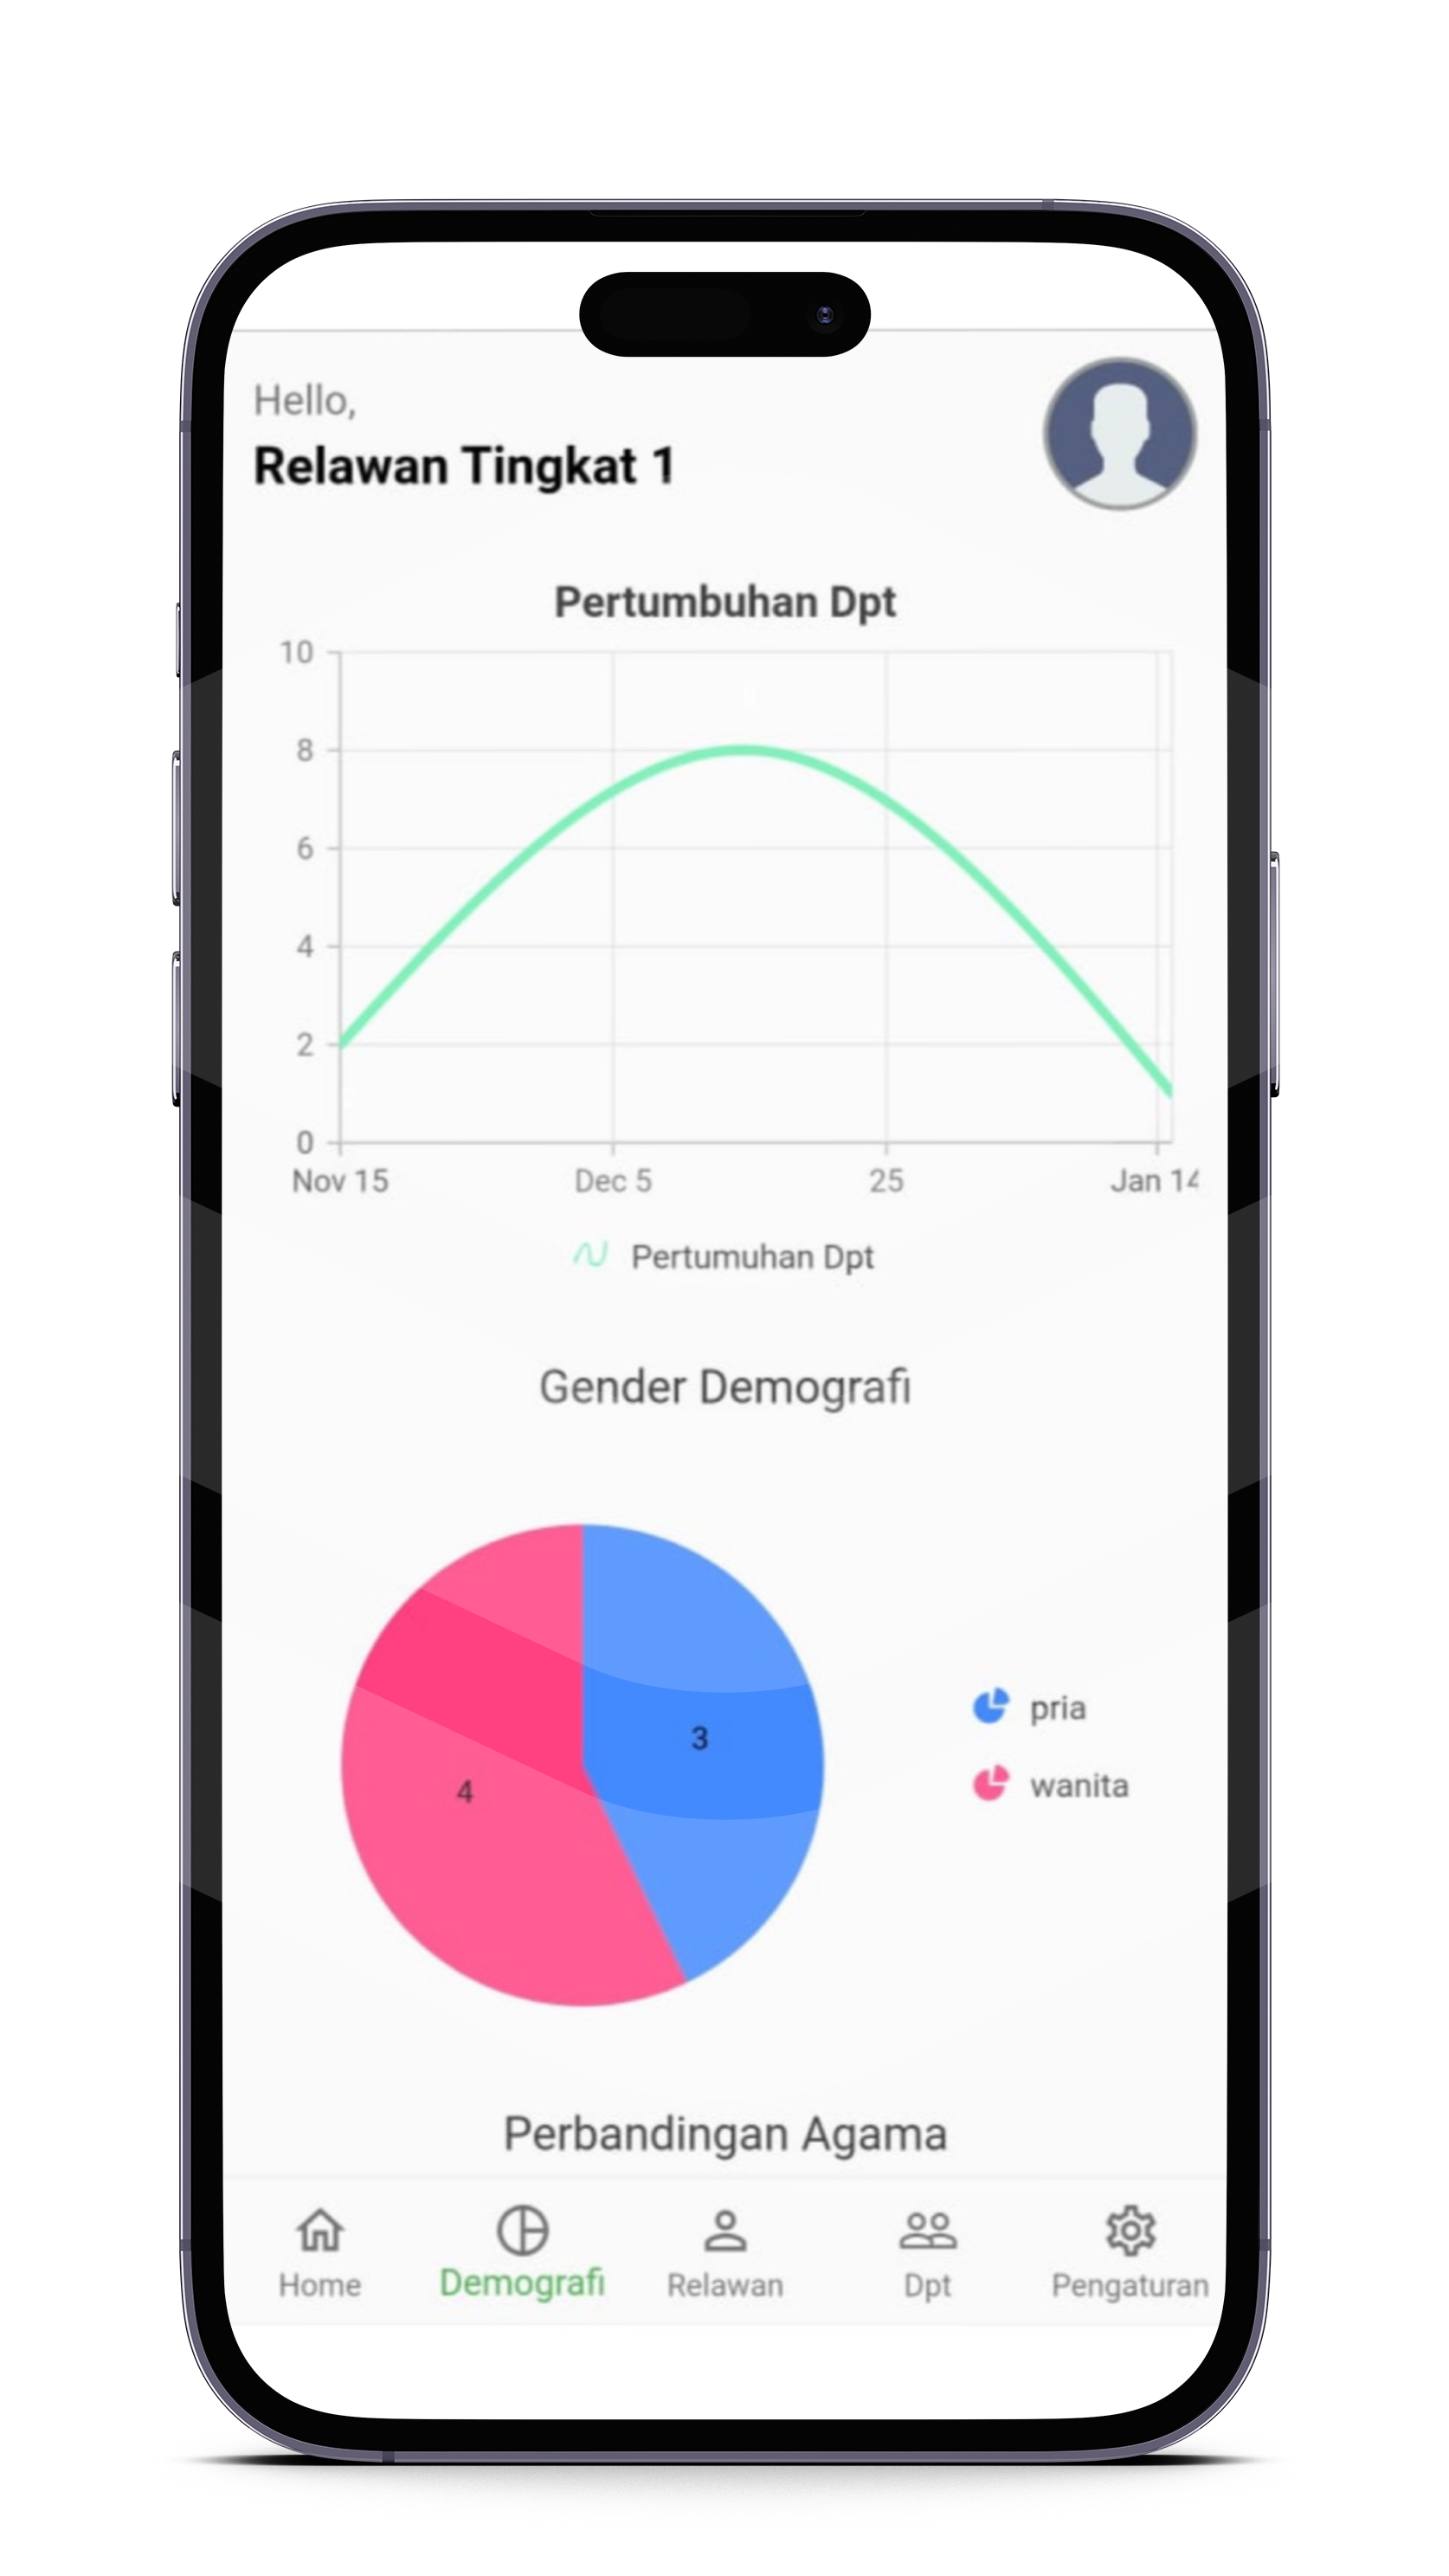 Hello,
Relawan Tingkat 1
Pertumbuhan Dpt
10
8
6
4
2
0
Nov 15 Dec 5 25 Jan 14
Pertumuhan Dpt
Gender Demografi
3
4
pria
wanita
Perbandingan Agama
Home Demografi Relawan Dpt Pengaturan